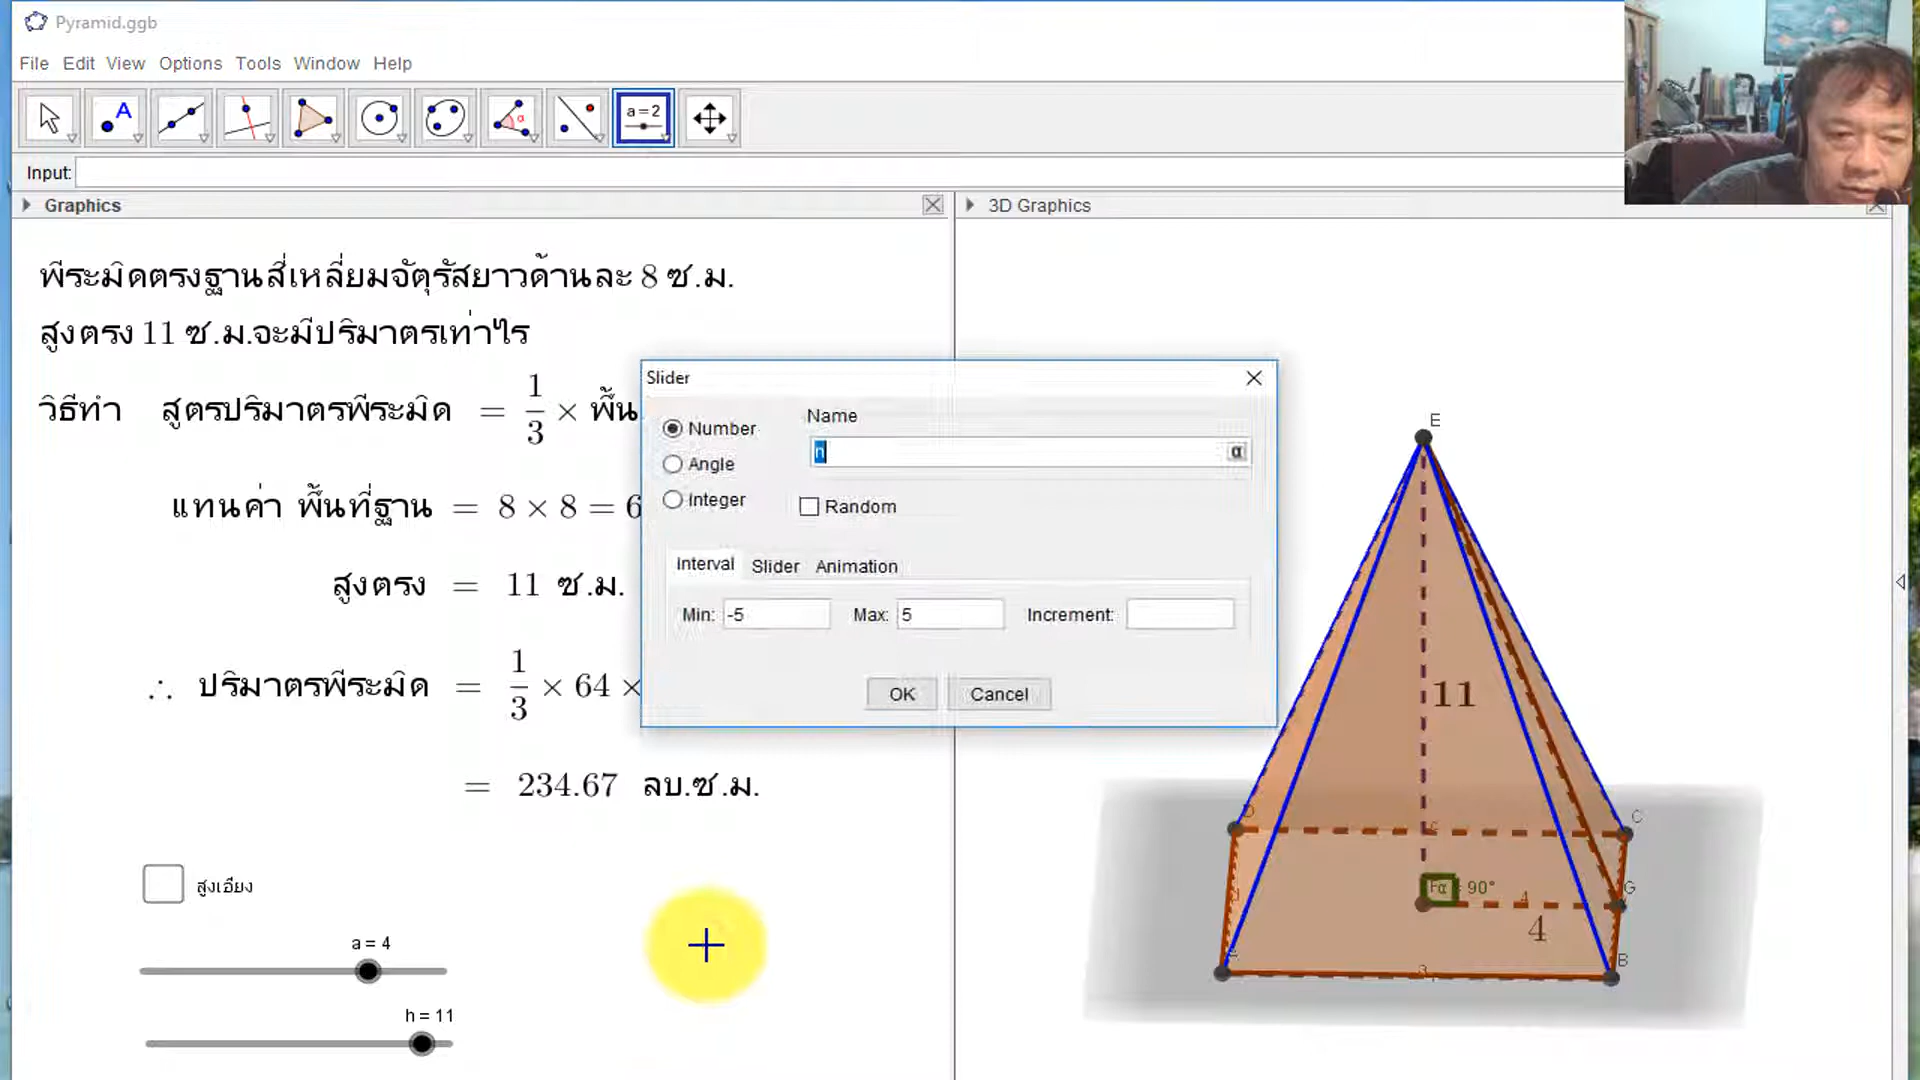 Pyramid.ggb
File Edit View Options Tools Window Help
A
α
a = 2
Input:
Graphics
3D Graphics
พีระมิดตรงฐานสี่เหลี่ยมจัตุรัสยาวด้านละ 8 ซ.ม.
สูงตรง 11 ซ.ม.จะมีปริมาตรเท่าไร
วิธีทำ สูตรปริมาตรพีระมิด = 1/3 × พื้น
แทนค่า พื้นที่ฐาน = 8 × 8 = 6
สูงตรง = 11 ซ.ม.
∴ ปริมาตรพีระมิด = 1/3 × 64 ×
= 234.67 ลบ.ซ.ม.
สูงเอียง
a = 4
h = 11
Slider
Number
Angle
Integer
Name
n
α
Random
Interval Slider Animation
Min: -5 Max: 5 Increment:
OK Cancel
E
11
D
C
90°
4
G
4
B